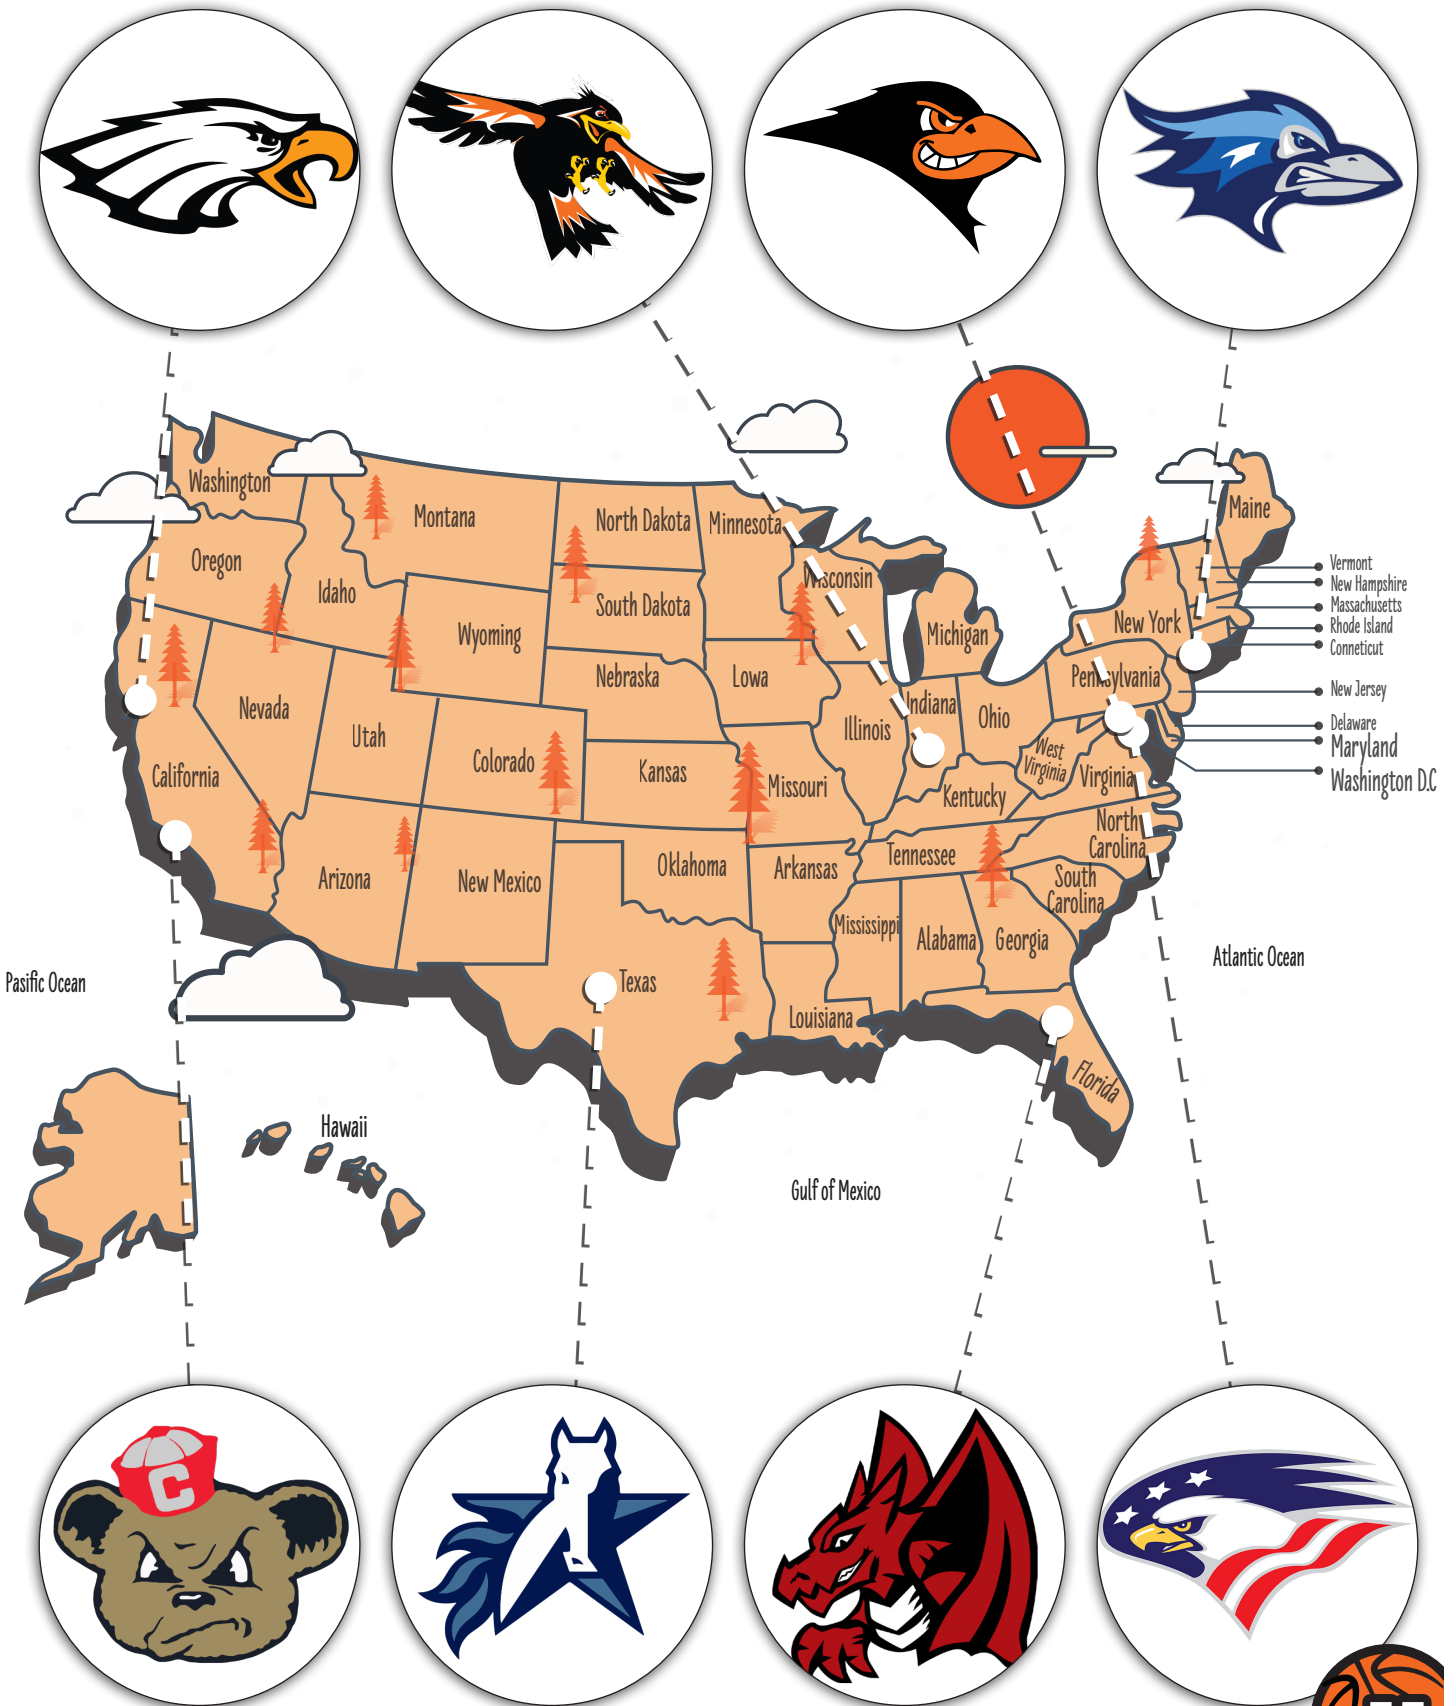 Washington
Montana
North Dakota
Minnesota
Maine
Oregon
Idaho
Wisconsin
Vermont
New Hampshire
South Dakota
Massachusetts
Wyoming
New York
Rhode Island
Michigan
Conneticut
Nebraska
Lowa
Pennsylvania
New Jersey
Nevada
Indiana
Ohio
Utah
Illinois
Delaware
Maryland
Colorado
Kansas
West
Virginia
California
Missouri
Virginia
Washington D.C
Kentucky
North
Carolina
Oklahoma
Arkansas
Tennessee
Arizona
New Mexico
South
Carolina
Mississippi
Alabama
Georgia
Atlantic Ocean
Pasific Ocean
Texas
Louisiana
Florida
Hawaii
Gulf of Mexico
C